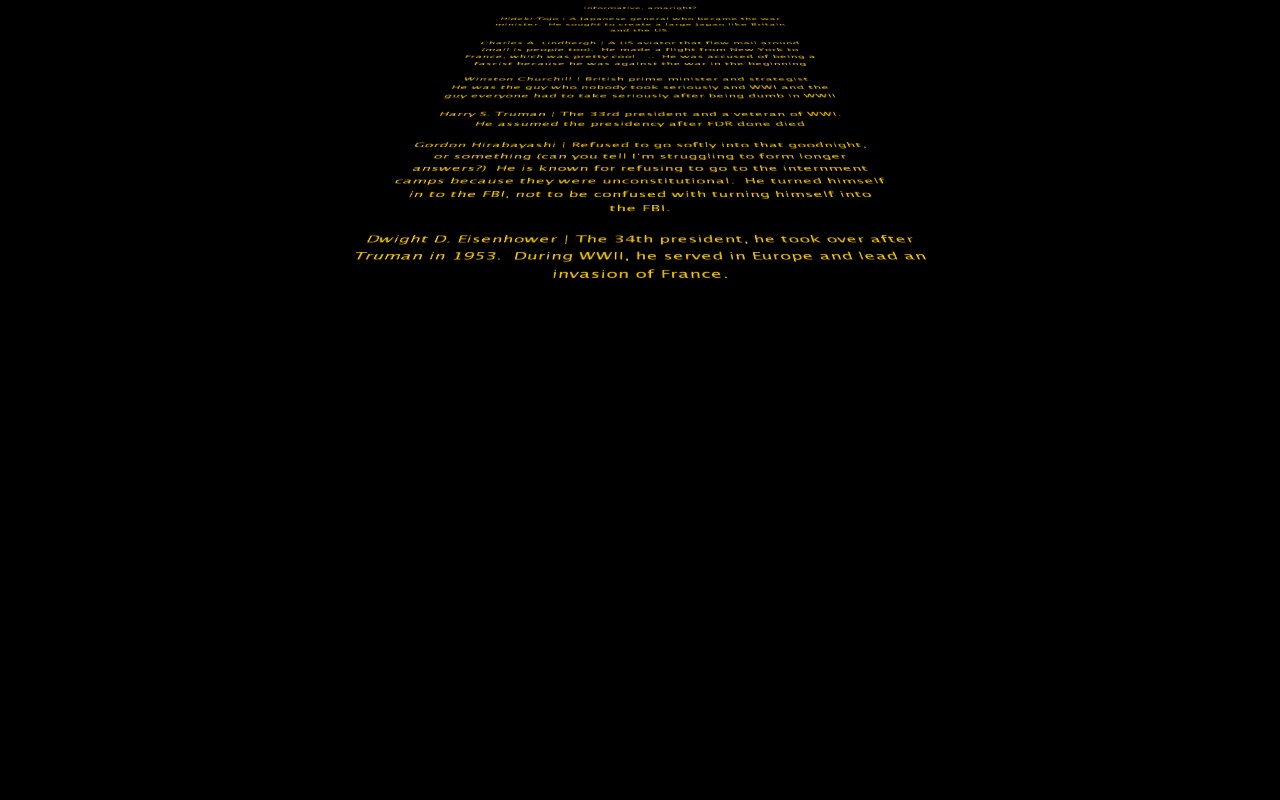 informative, amaright?
Hideki Tojo | A Japanese general who became the war
minister.  He sought to create a large Japan like Britain
and the US.
Charles A. Lindbergh | A US aviator that flew mail around
(mail is people too).  He made a flight from New York to
France, which was pretty cool  ...  He was accused of being a
fascist because he was against the war in the beginning
Winston Churchill | British prime minister and strategist.
He was the guy who nobody took seriously and WWI and the
guy everyone had to take seriously after being dumb in WWII
Harry S. Truman | The 33rd president and a veteran of WWI.
He assumed the presidency after FDR done died
Gordon Hirabayashi | Refused to go softly into that goodnight,
or something (can you tell I'm struggling to form longer
answers?)  He is known for refusing to go to the internment
camps because they were unconstitutional.  He turned himself
in to the FBI, not to be confused with turning himself into
the FBI.
Dwight D. Eisenhower | The 34th president, he took over after
Truman in 1953.  During WWII, he served in Europe and lead an
invasion of France.